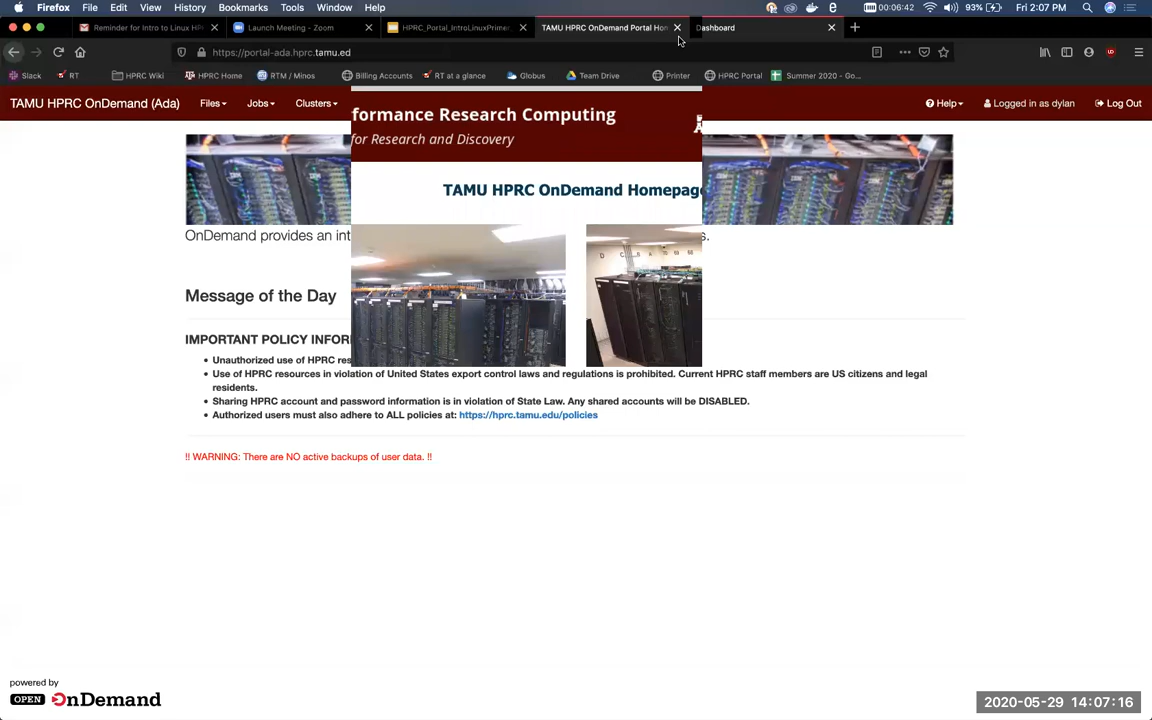 Firefox File Edit View History Bookmarks Tools Window Help 00:06:42 93% Fri 2:07 PM
Reminder for Intro to Linux HP Launch Meeting - Zoom HPRC_Portal_IntroLinuxPrimer_ TAMU HPRC OnDemand Portal Hom Dashboard
https://portal-ada.hprc.tamu.ed
Slack RT HPRC Wiki HPRC Home RTM / Minos Billing Accounts RT at a glance Globus Team Drive Printer HPRC Portal Summer 2020 - Go...
TAMU HPRC OnDemand (Ada) Files Jobs Clusters Help Logged in as dylan Log Out
formance Research Computing
for Research and Discovery
TAMU HPRC OnDemand Homepag
OnDemand provides an int s.
Message of the Day
IMPORTANT POLICY INFOR
• Unauthorized use of HPRC res
• Use of HPRC resources in violation of United States export control laws and regulations is prohibited. Current HPRC staff members are US citizens and legal
residents.
• Sharing HPRC account and password information is in violation of State Law. Any shared accounts will be DISABLED.
• Authorized users must also adhere to ALL policies at: https://hprc.tamu.edu/policies
!! WARNING: There are NO active backups of user data. !!
powered by
OPEN OnDemand
2020-05-29 14:07:16